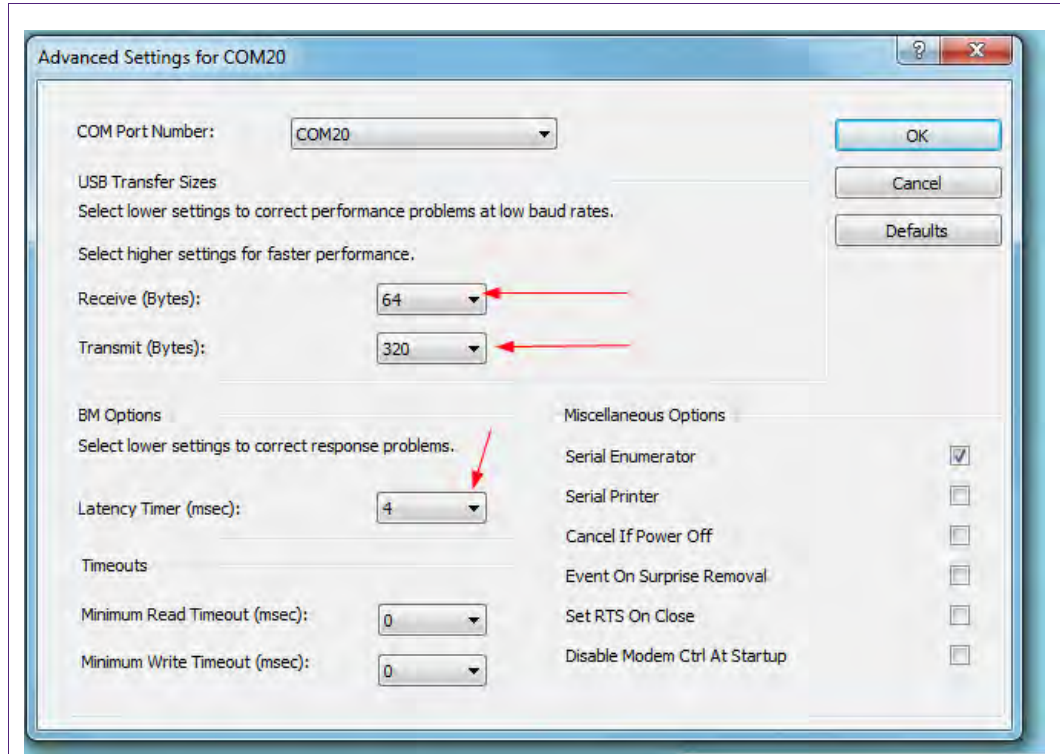 Advanced Settings for COM20
COM Port Number: COM20
OK
USB Transfer Sizes
Cancel
Select lower settings to correct performance problems at low baud rates.
Defaults
Select higher settings for faster performance.
Receive (Bytes): 64
Transmit (Bytes): 320
BM Options
Select lower settings to correct response problems.
Latency Timer (msec): 4
Timeouts
Minimum Read Timeout (msec): 0
Minimum Write Timeout (msec): 0
Miscellaneous Options
Serial Enumerator
Serial Printer
Cancel If Power Off
Event On Surprise Removal
Set RTS On Close
Disable Modem Ctrl At Startup